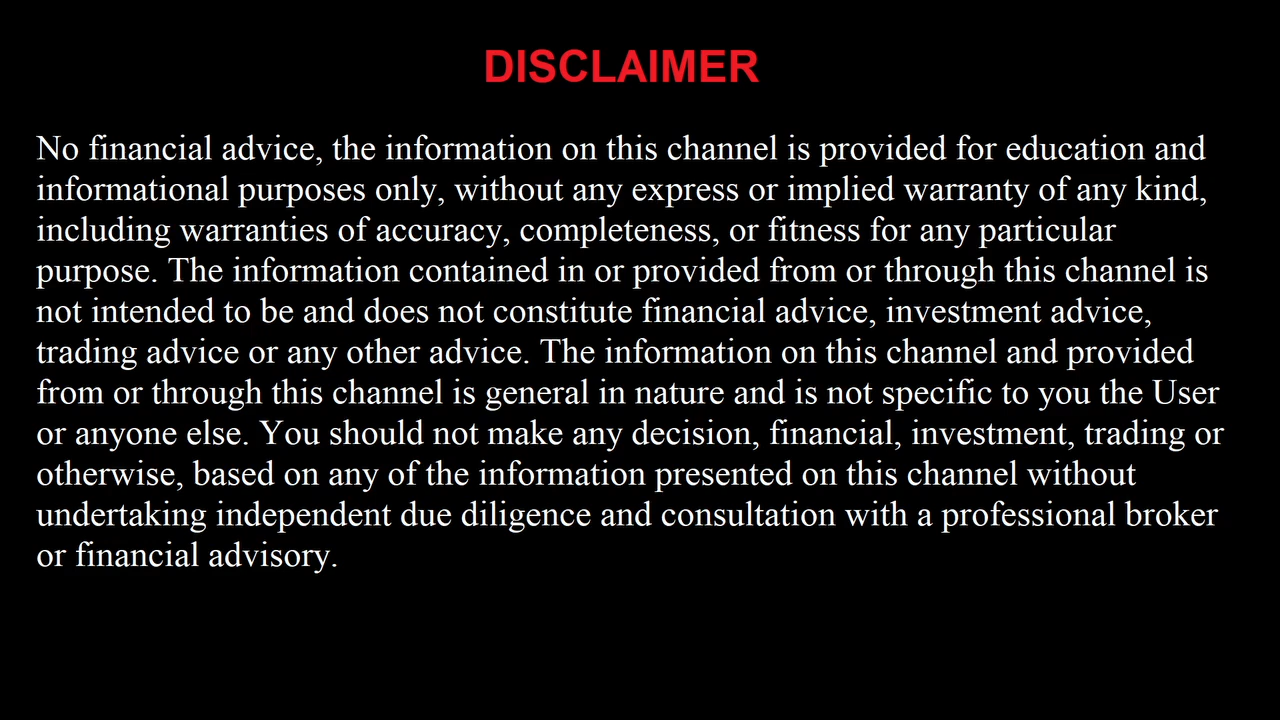 DISCLAIMER
No financial advice, the information on this channel is provided for education and
informational purposes only, without any express or implied warranty of any kind,
including warranties of accuracy, completeness, or fitness for any particular
purpose. The information contained in or provided from or through this channel is
not intended to be and does not constitute financial advice, investment advice,
trading advice or any other advice. The information on this channel and provided
from or through this channel is general in nature and is not specific to you the User
or anyone else. You should not make any decision, financial, investment, trading or
otherwise, based on any of the information presented on this channel without
undertaking independent due diligence and consultation with a professional broker
or financial advisory.